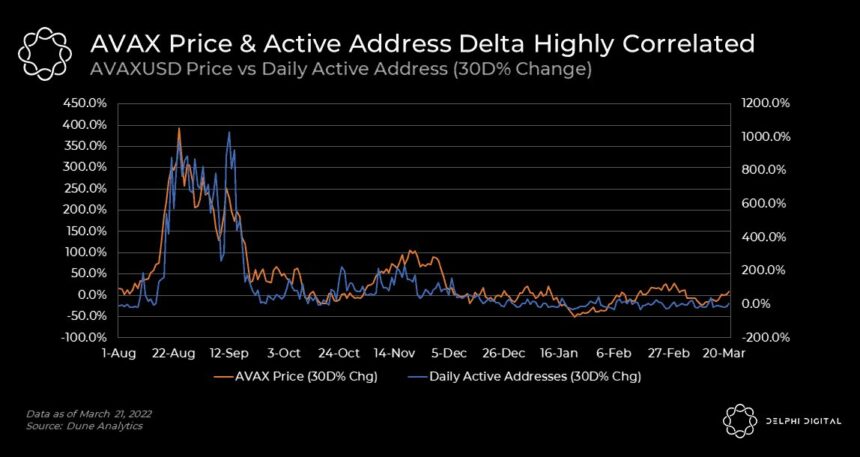 AVAX Price & Active Address Delta Highly Correlated
AVAXUSD Price vs Daily Active Address (30D% Change)
450.0%
400.0%
350.0%
300.0%
250.0%
200.0%
150.0%
100.0%
50.0%
0.0%
-50.0%
-100.0%
1200.0%
1000.0%
800.0%
600.0%
400.0%
200.0%
0.0%
-200.0%
1-Aug 22-Aug 12-Sep 3-Oct 24-Oct 14-Nov 5-Dec 26-Dec 16-Jan 6-Feb 27-Feb 20-Mar
AVAX Price (30D% Chg) Daily Active Addresses (30D% Chg)
Data as of March 21, 2022
Source: Dune Analytics
DELPHI DIGITAL